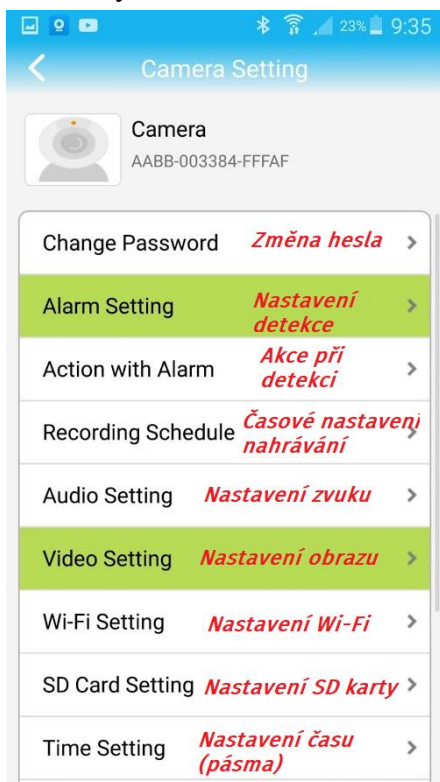 23% 9:35
Camera Setting
Camera
AABB-003384-FFFAF
Change Password Změna hesla
Alarm Setting Nastavení
detekce
Action with Alarm Akce při
detekci
Recording Schedule Časové nastavení
nahrávání
Audio Setting Nastavení zvuku
Video Setting Nastavení obrazu
Wi-Fi Setting Nastavení Wi-Fi
SD Card Setting Nastavení SD karty
Time Setting Nastavení času
(pásma)